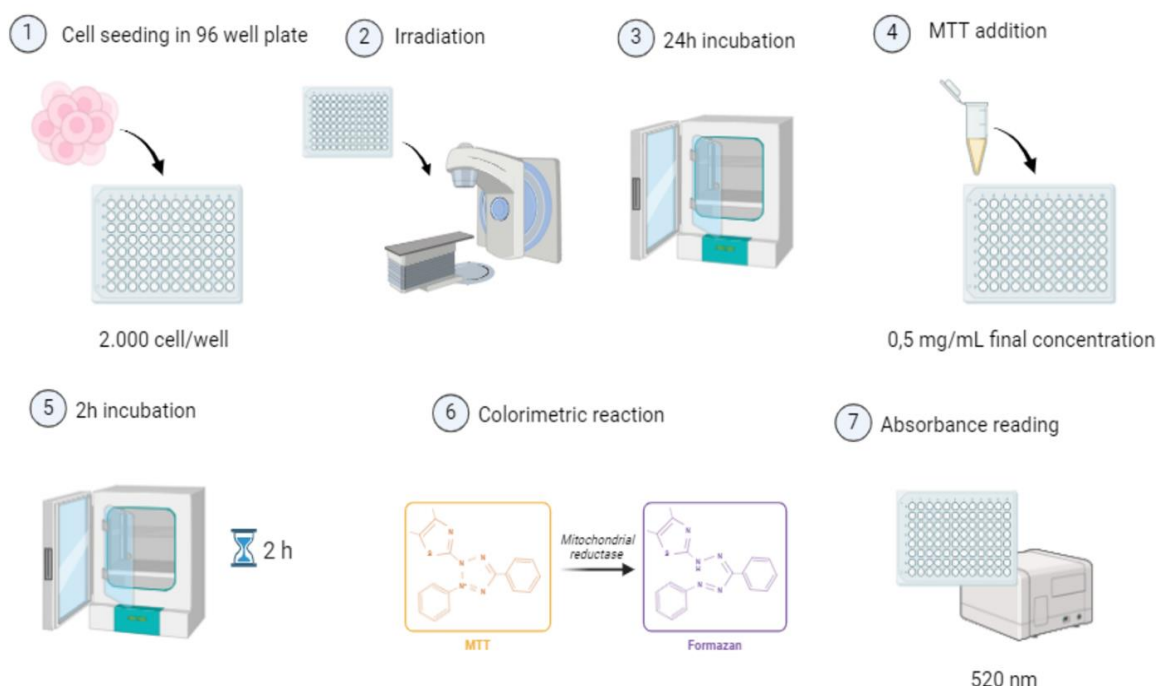 1 Cell seeding in 96 well plate
2 Irradiation
3 24h incubation
4 MTT addition
2.000 cell/well
0,5 mg/mL final concentration
5 2h incubation
6 Colorimetric reaction
7 Absorbance reading
2 h
Mitochondrial
reductase
MTT
Formazan
520 nm